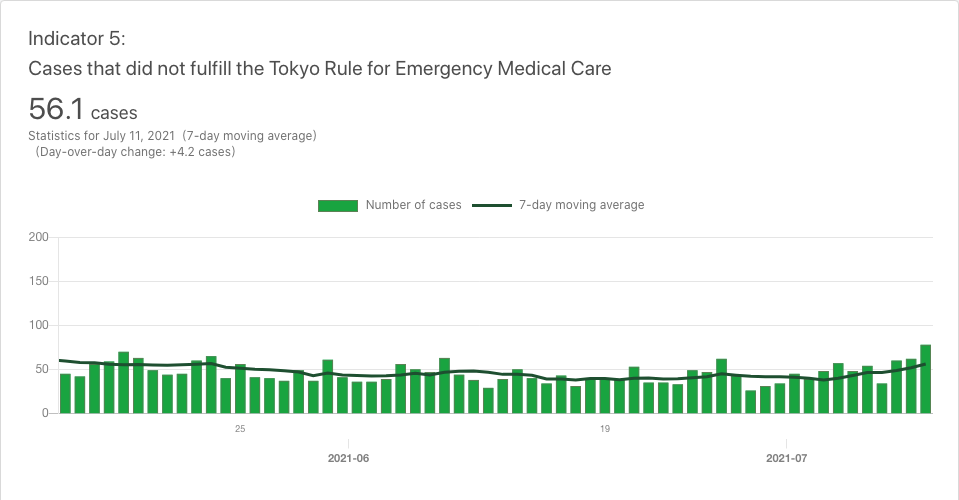 Indicator 5:
Cases that did not fulfill the Tokyo Rule for Emergency Medical Care
56.1 cases
Statistics for July 11, 2021 (7-day moving average)
(Day-over-day change: +4.2 cases)
Number of cases 7-day moving average
200
150
100
50
0
25 19
2021-06 2021-07